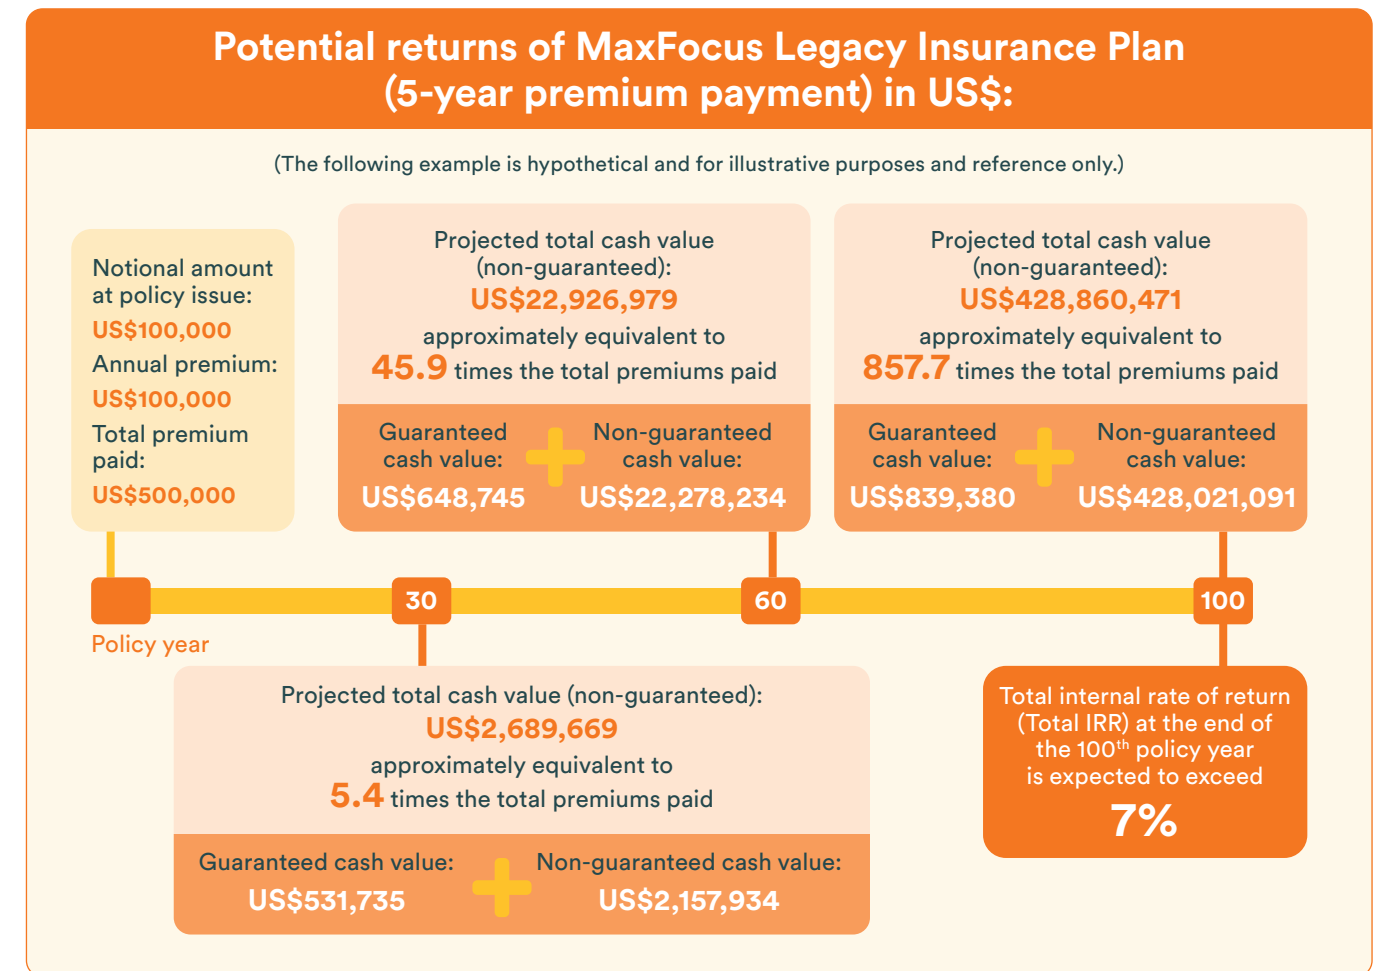 Potential returns of MaxFocus Legacy Insurance Plan
(5-year premium payment) in US$:
(The following example is hypothetical and for illustrative purposes and reference only.)
Notional amount
at policy issue:
US$100,000
Annual premium:
US$100,000
Total premium
paid:
US$500,000
Projected total cash value
(non-guaranteed):
US$22,926,979
approximately equivalent to
45.9 times the total premiums paid
Guaranteed
cash value:
US$648,745
Non-guaranteed
cash value:
US$22,278,234
Projected total cash value
(non-guaranteed):
US$428,860,471
approximately equivalent to
857.7 times the total premiums paid
Guaranteed
cash value:
US$839,380
Non-guaranteed
cash value:
US$428,021,091
30
60
100
Policy year
Projected total cash value (non-guaranteed):
US$2,689,669
approximately equivalent to
5.4 times the total premiums paid
Guaranteed cash value:
US$531,735
Non-guaranteed cash value:
US$2,157,934
Total internal rate of return
(Total IRR) at the end of
the 100th policy year
is expected to exceed
7%